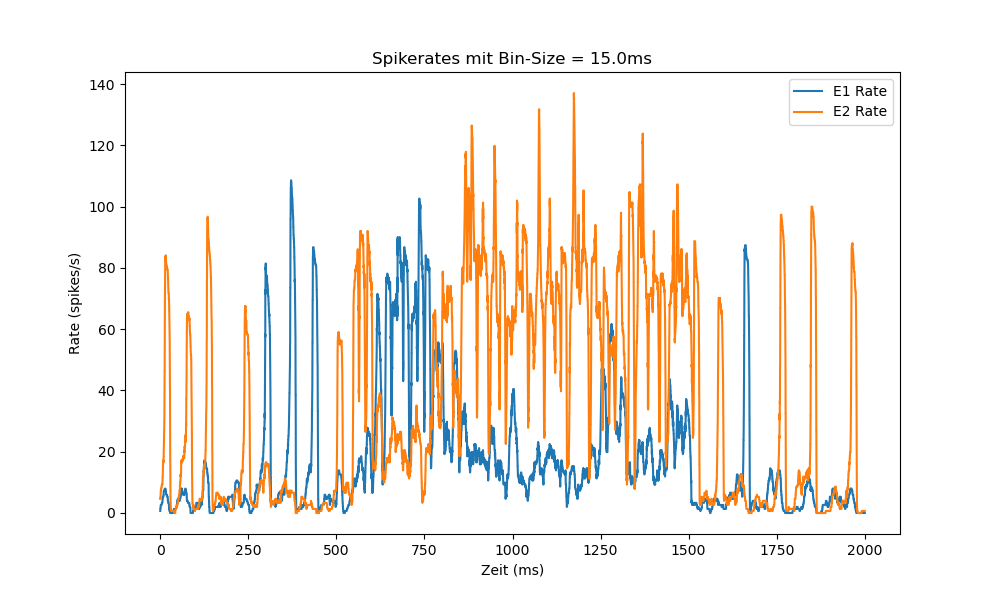 Spikerates mit Bin-Size = 15.0ms
E1 Rate
E2 Rate
140
120
100
80
60
40
20
0
Rate (spikes/s)
0 250 500 750 1000 1250 1500 1750 2000
Zeit (ms)